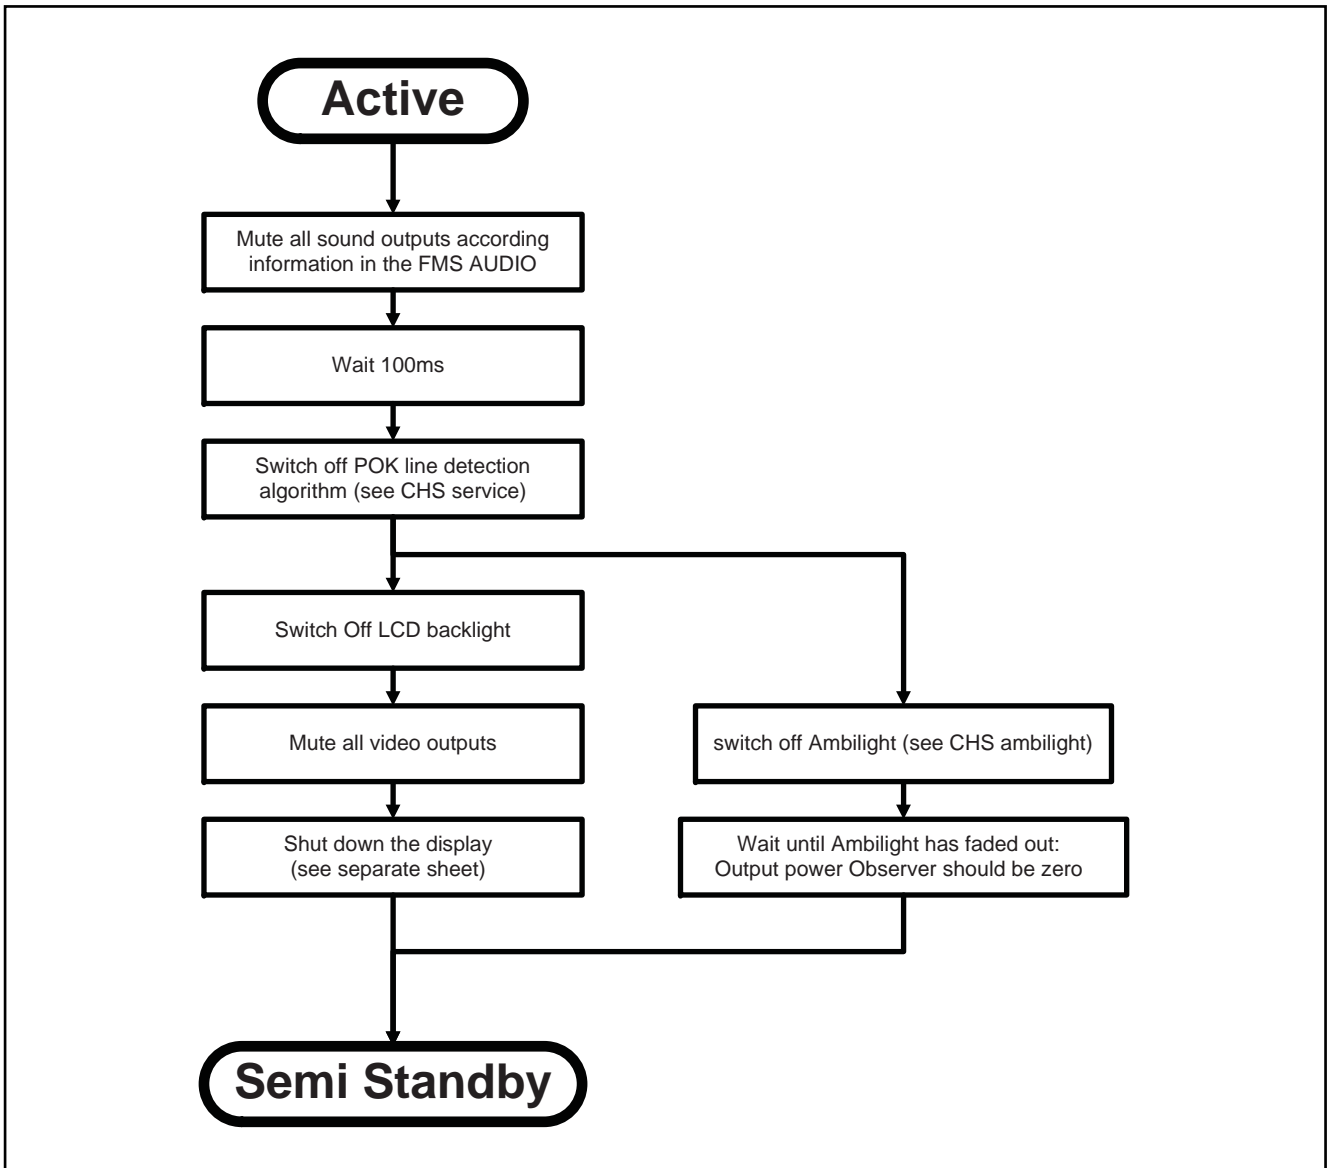 Active
Mute all sound outputs according
information in the FMS AUDIO
Wait 100ms
Switch off POK line detection
algorithm (see CHS service)
Switch Off LCD backlight
Mute all video outputs
switch off Ambilight (see CHS ambilight)
Shut down the display
(see separate sheet)
Wait until Ambilight has faded out:
Output power Observer should be zero
Semi Standby